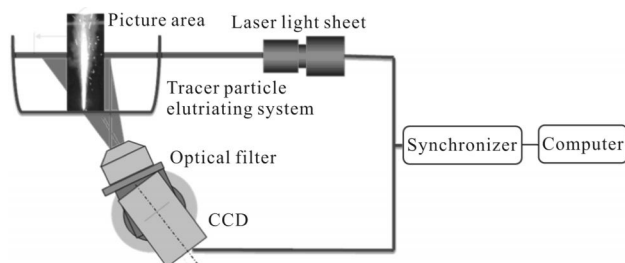 Picture area
Laser light sheet
Tracer particle
elutriating system
Synchronizer
Computer
Optical filter
CCD